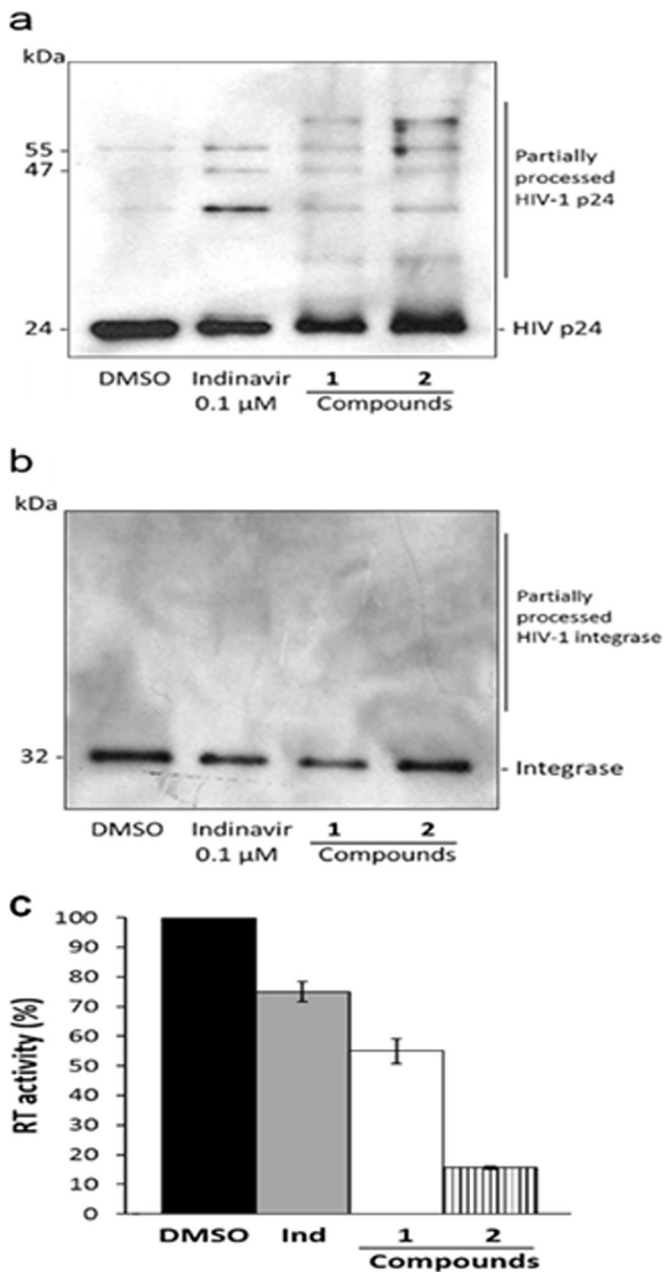 a
kDa
55 -
47 -
Partially
processed
HIV-1 p24
24 -
- HIV p24
DMSO Indinavir 1 2
0.1 µM Compounds
b
kDa
Partially
processed
HIV-1 integrase
32 -
- Integrase
DMSO Indinavir 1 2
0.1 µM Compounds
c
RT activity (%)
100
90
80
70
60
50
40
30
20
10
0
DMSO Ind 1 2
Compounds